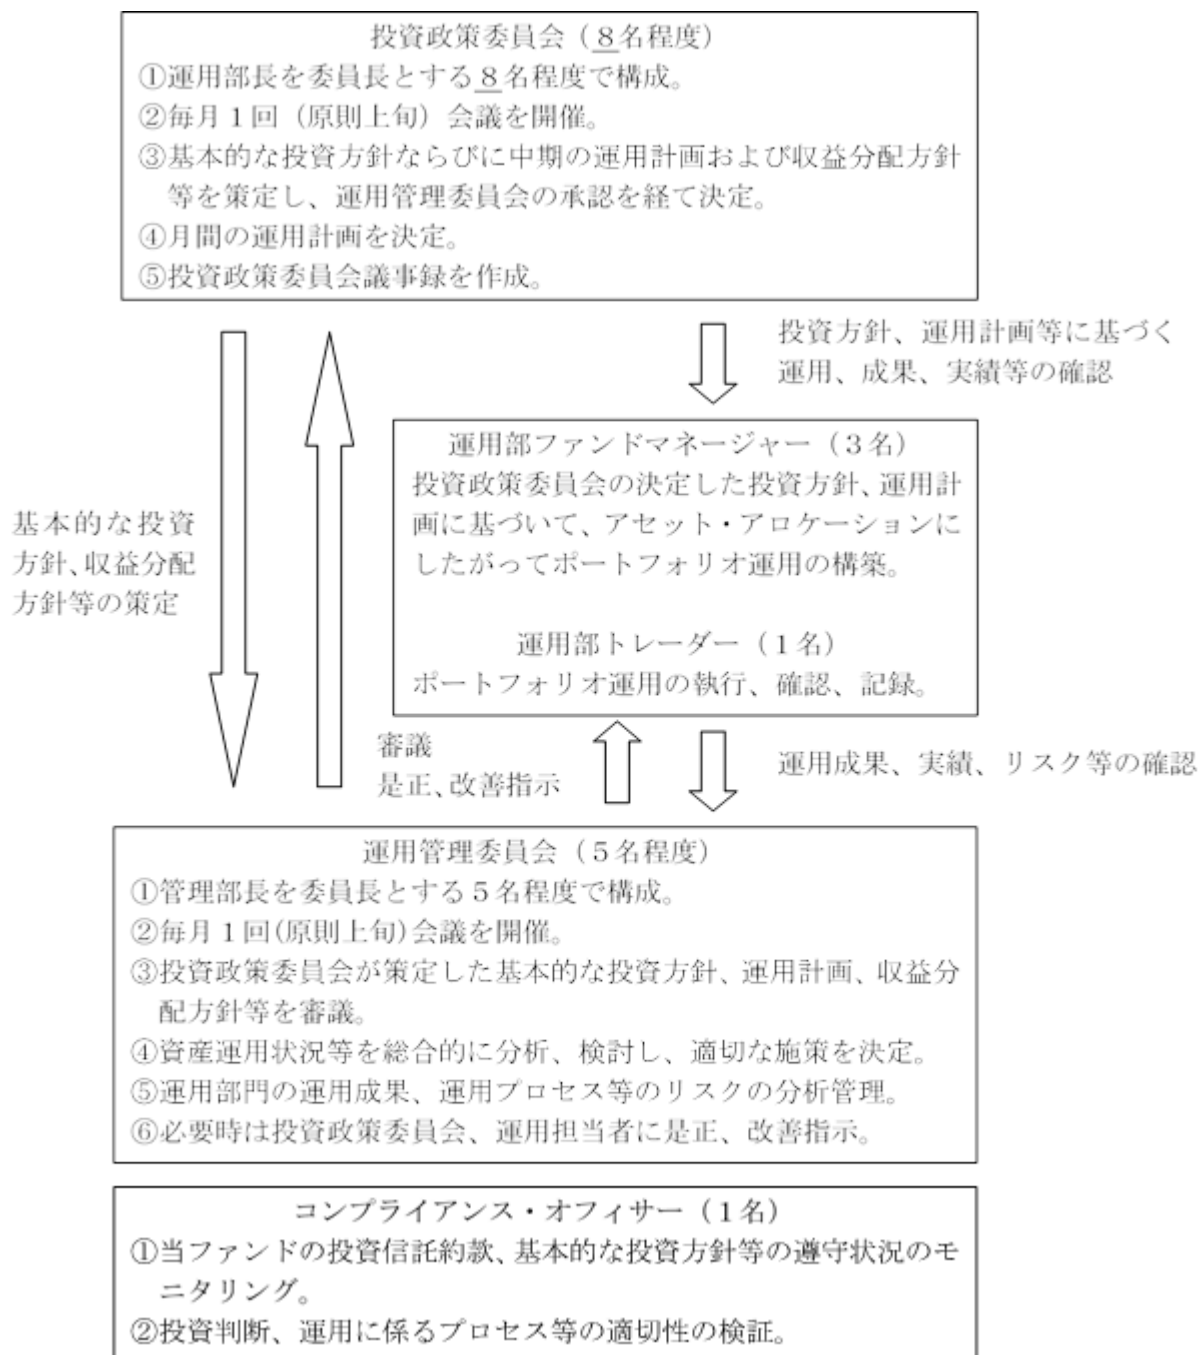 投資政策委員会（8名程度）
①運用部長を委員長とする8名程度で構成。
②毎月１回（原則上旬）会議を開催。
③基本的な投資方針ならびに中期の運用計画および収益分配方針
等を策定し、運用管理委員会の承認を経て決定。
④月間の運用計画を決定。
⑤投資政策委員会議事録を作成。
投資方針、運用計画等に基づく
運用、成果、実績等の確認
運用部ファンドマネージャー（３名）
投資政策委員会の決定した投資方針、運用計
画に基づいて、アセット・アロケーションに
したがってポートフォリオ運用の構築。
基本的な投資
方針、収益分配
方針等の策定
運用部トレーダー（１名）
ポートフォリオ運用の執行、確認、記録。
審議
是正、改善指示
運用成果、実績、リスク等の確認
運用管理委員会（５名程度）
①管理部長を委員長とする５名程度で構成。
②毎月１回(原則上旬)会議を開催。
③投資政策委員会が策定した基本的な投資方針、運用計画、収益分
配方針等を審議。
④資産運用状況等を総合的に分析、検討し、適切な施策を決定。
⑤運用部門の運用成果、運用プロセス等のリスクの分析管理。
⑥必要時は投資政策委員会、運用担当者に是正、改善指示。
コンプライアンス・オフィサー（１名）
①当ファンドの投資信託約款、基本的な投資方針等の遵守状況のモ
ニタリング。
②投資判断、運用に係るプロセス等の適切性の検証。